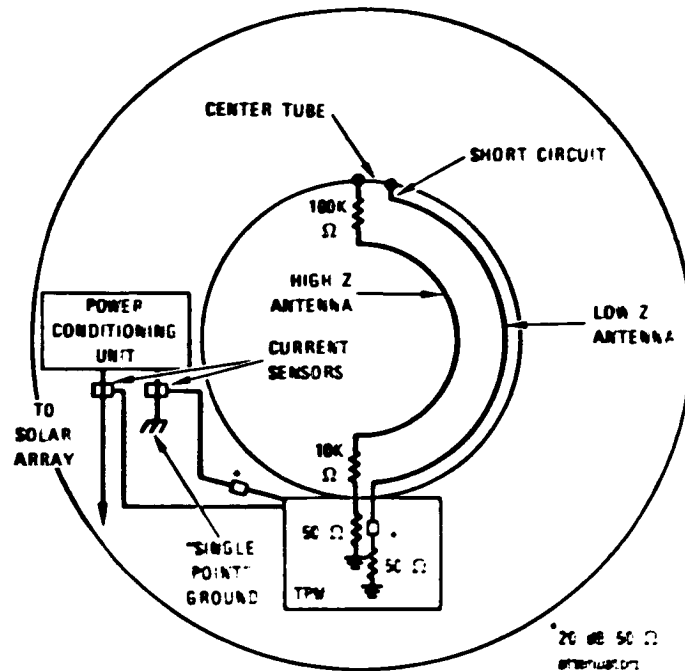 CENTER TUBE
SHORT CIRCUIT
100K
Ω
HIGH Z
ANTENNA
LOW Z
ANTENNA
POWER
CONDITIONING
UNIT
CURRENT
SENSORS
TO
SOLAR
ARRAY
10K
Ω
*
50 Ω
*
50 Ω
"SINGLE
POINT"
GROUND
TPM
* 20 dB 50 Ω
attenuators